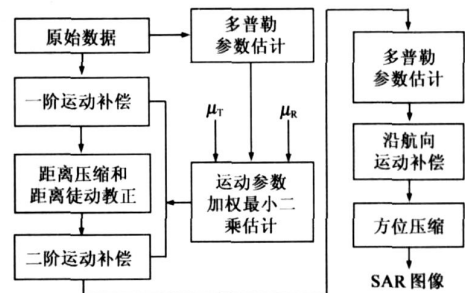 原始数据
多普勒
参数估计
一阶运动补偿
μT
μR
距离压缩和
距离徒动教正
运动参数
加权最小二
乘估计
二阶运动补偿
多普勒
参数估计
沿航向
运动补偿
方位压缩
SAR 图像